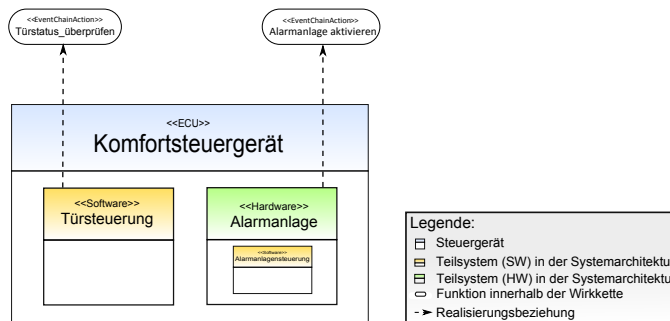 <<EventChainAction>>
Türstatus_überprüfen
<<EventChainAction>>
Alarmanlage aktivieren
<<ECU>>
Komfortsteuergerät
<<Software>>
Türsteuerung
<<Hardware>>
Alarmanlage
<<Software>>
Alarmanlagensteuerung
Legende:
Steuergerät
Teilsystem (SW) in der Systemarchitektu
Teilsystem (HW) in der Systemarchitektu
Funktion innerhalb der Wirkkette
Realisierungsbeziehung